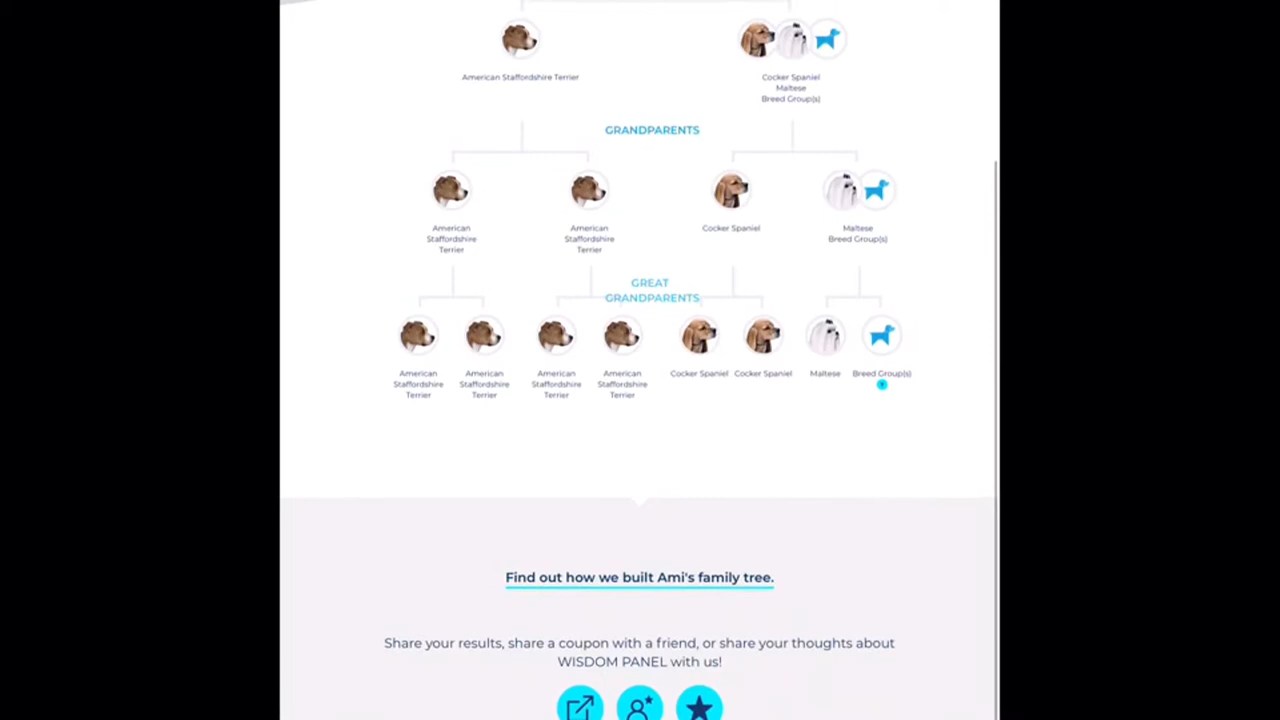 American Staffordshire Terrier
Cocker Spaniel
Maltese
Breed Group(s)
GRANDPARENTS
American
Staffordshire
Terrier
American
Staffordshire
Terrier
Cocker Spaniel
Maltese
Breed Group(s)
GREAT
GRANDPARENTS
American
Staffordshire
Terrier
American
Staffordshire
Terrier
American
Staffordshire
Terrier
American
Staffordshire
Terrier
Cocker Spaniel
Cocker Spaniel
Maltese
Breed Group(s)
Find out how we built Ami's family tree.
Share your results, share a coupon with a friend, or share your thoughts about
WISDOM PANEL with us!